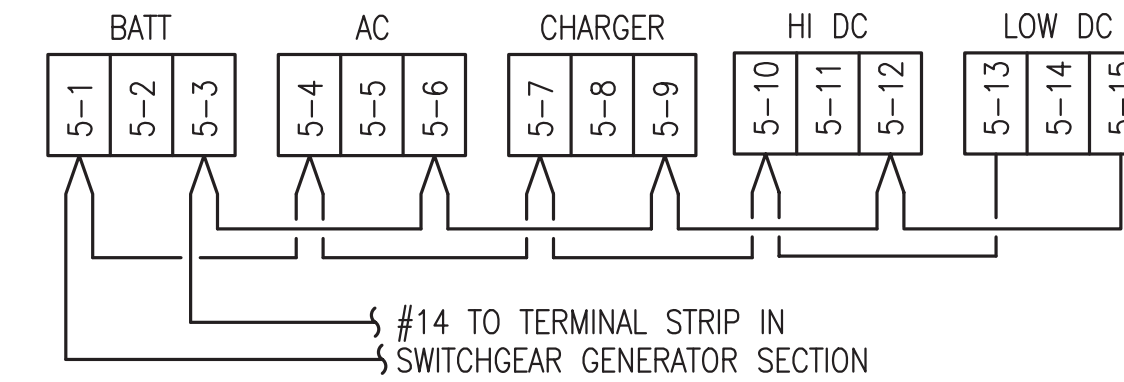 BATT AC CHARGER HI DC LOW DC
5-1 5-2 5-3 5-4 5-5 5-6 5-7 5-8 5-9 5-10 5-11 5-12 5-13 5-14 5-15
#14 TO TERMINAL STRIP IN
SWITCHGEAR GENERATOR SECTION